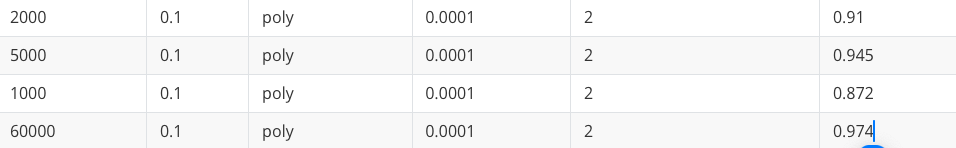 2000 0.1 poly 0.0001 2 0.91
5000 0.1 poly 0.0001 2 0.945
1000 0.1 poly 0.0001 2 0.872
60000 0.1 poly 0.0001 2 0.974